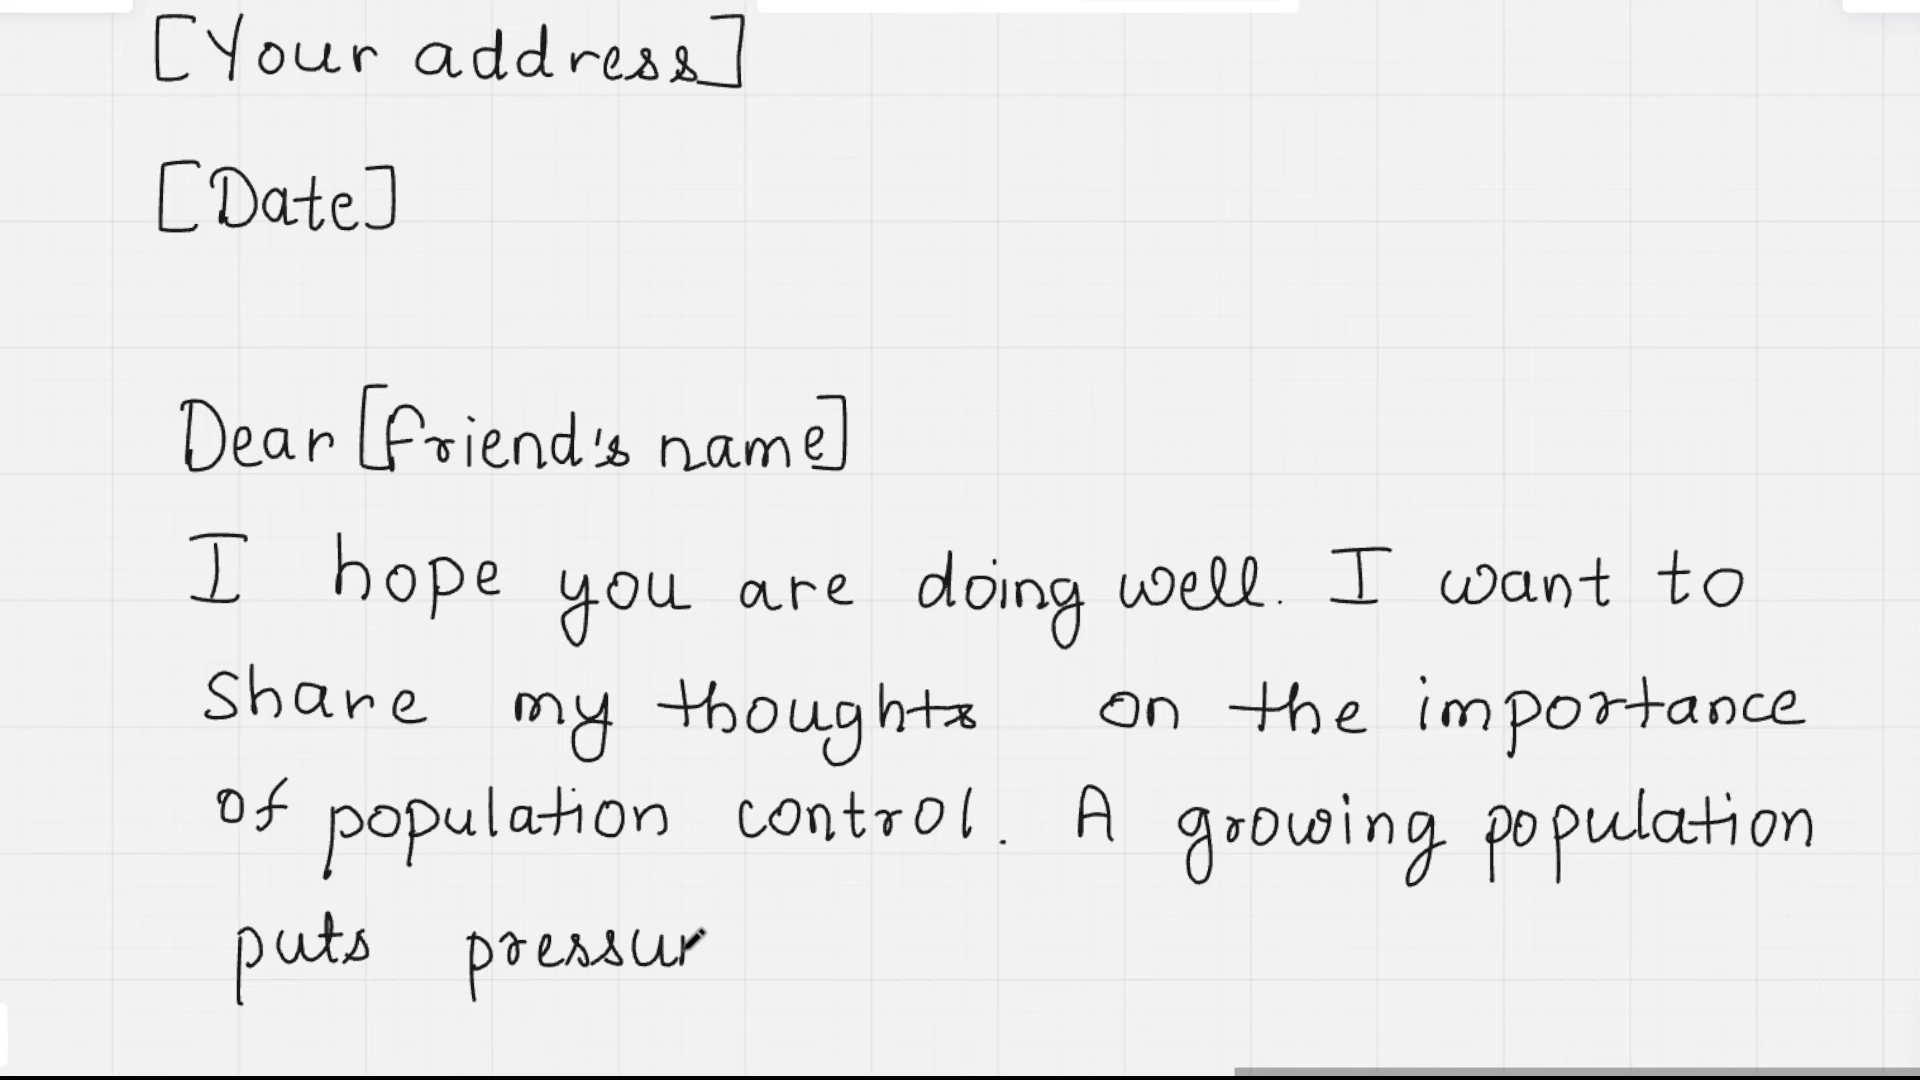 [Your address]
[Date]
Dear [friend's name]
I hope you are doing well. I want to
share my thoughts on the importance
of population control. A growing population
puts pressur